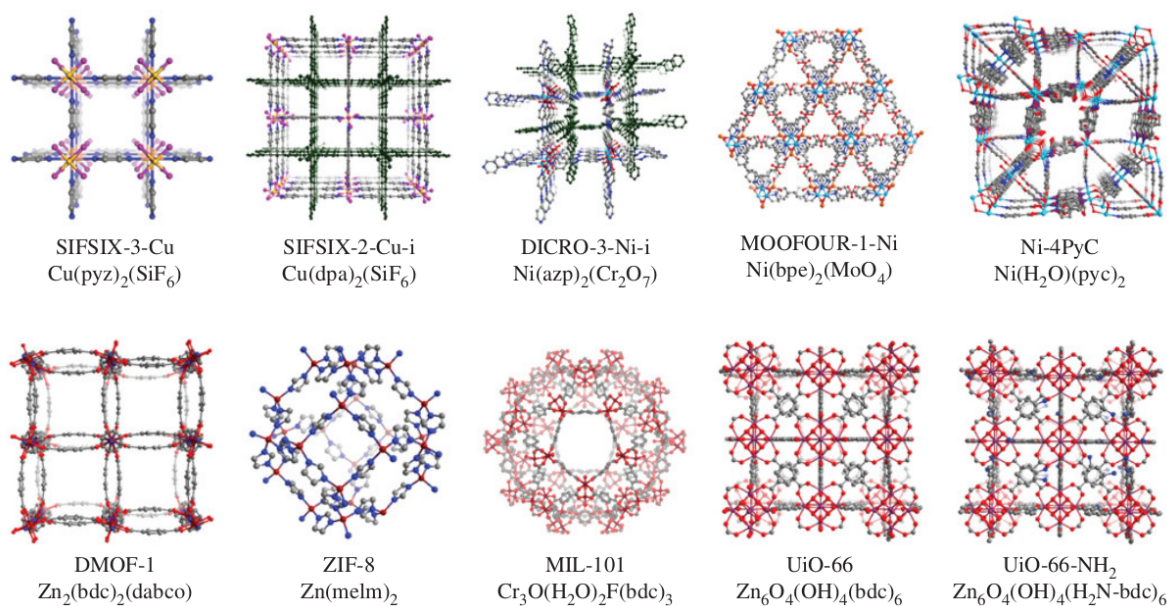 SIFSIX-3-Cu
Cu(pyz)₂(SiF₆)
SIFSIX-2-Cu-i
Cu(dpa)₂(SiF₆)
DICRO-3-Ni-i
Ni(azp)₂(Cr₂O₇)
MOOFOUR-1-Ni
Ni(bpe)₂(MoO₄)
Ni-4PyC
Ni(H₂O)(pyc)₂
DMOF-1
Zn₂(bdc)₂(dabco)
ZIF-8
Zn(melm)₂
MIL-101
Cr₃O(H₂O)₂F(bdc)₃
UiO-66
Zn₆O₄(OH)₄(bdc)₆
UiO-66-NH₂
Zn₆O₄(OH)₄(H₂N-bdc)₆